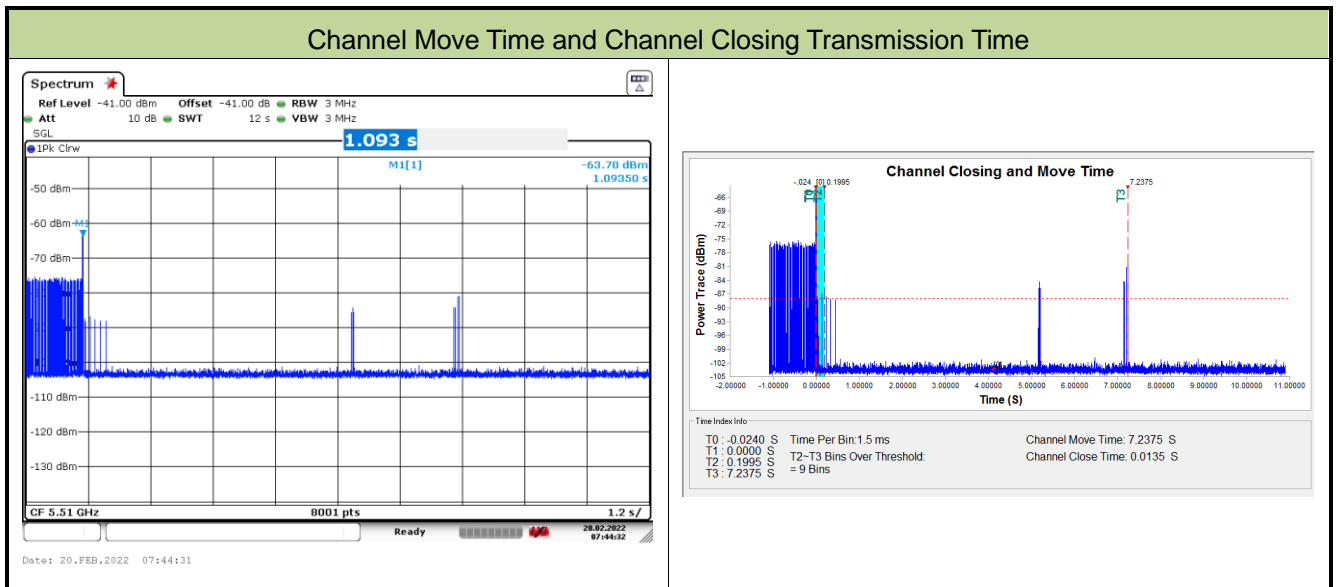 Channel Move Time and Channel Closing Transmission Time
Spectrum
Ref Level -41.00 dBm Offset -41.00 dB RBW 3 MHz
Att 10 dB SWT 12 s VBW 3 MHz
SGL
1.093 s
1Pk Clrw
M1[1] -63.70 dBm
1.09350 s
-50 dBm
-60 dBm
M1
-70 dBm
-110 dBm
-120 dBm
-130 dBm
CF 5.51 GHz 8001 pts 1.2 s/
Ready
20.02.2022
07:44:32
Date: 20.FEB.2022 07:44:31
Channel Closing and Move Time
-.024 [0] 0.1995 7.2375
T2 T3
Power Trace (dBm)
-66
-69
-72
-75
-78
-81
-84
-87
-90
-93
-96
-99
-102
-105
-2.00000 -1.00000 0.00000 1.00000 2.00000 3.00000 4.00000 5.00000 6.00000 7.00000 8.00000 9.00000 10.00000 11.00000
Time (S)
Time Index Info
T0 : -0.0240 S
T1 : 0.0000 S
T2 : 0.1995 S
T3 : 7.2375 S
Time Per Bin:1.5 ms
T2~T3 Bins Over Threshold:
= 9 Bins
Channel Move Time: 7.2375 S
Channel Close Time: 0.0135 S